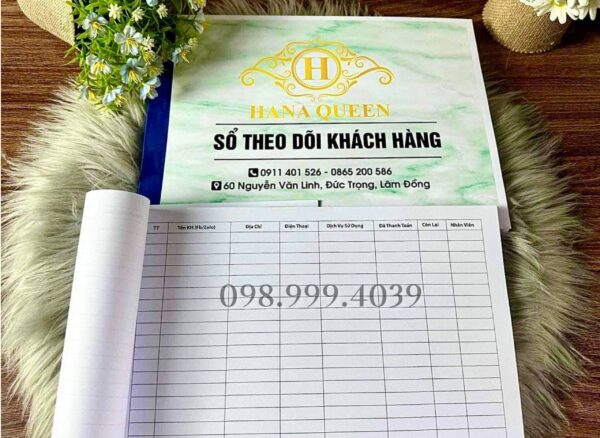 H
HANA QUEEN
SỔ THEO DÕI KHÁCH HÀNG
0911 401 526 - 0865 200 586
60 Nguyễn Văn Linh, Đức Trọng, Lâm Đồng
TT Tên KH (Fb/Zalo) Địa Chỉ Điện Thoại Dịch Vụ Sử Dụng Đã Thanh Toán Còn Lại Nhân Viên
098.999.4039